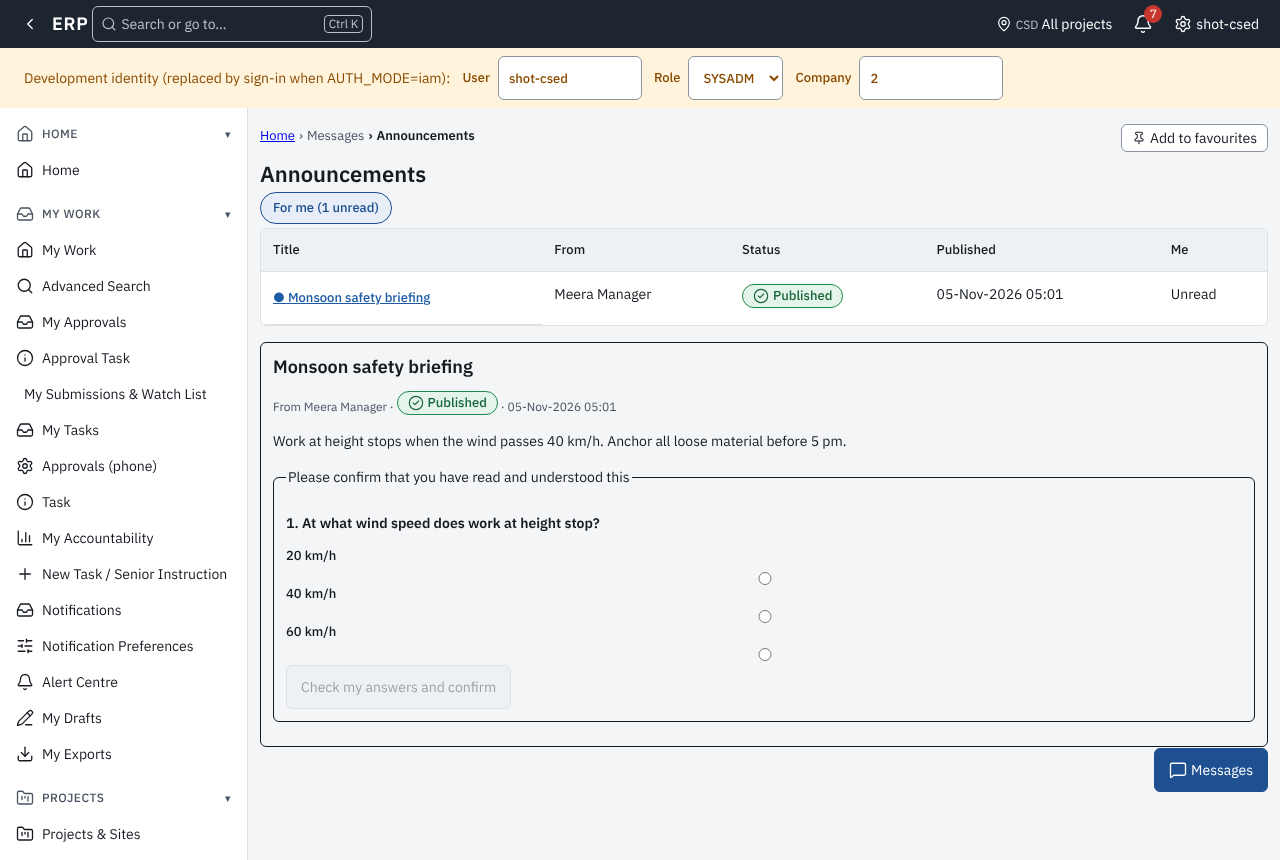 ERP
Search or go to...
Ctrl K
CSD All projects
7
shot-csed
Development identity (replaced by sign-in when AUTH_MODE=iam):
User
shot-csed
Role
SYSADM
Company
2
HOME
Home
MY WORK
My Work
Advanced Search
My Approvals
Approval Task
My Submissions & Watch List
My Tasks
Approvals (phone)
Task
My Accountability
New Task / Senior Instruction
Notifications
Notification Preferences
Alert Centre
My Drafts
My Exports
PROJECTS
Projects & Sites
Home › Messages › Announcements
Add to favourites
Announcements
For me (1 unread)
Title From Status Published Me
Monsoon safety briefing Meera Manager Published 05-Nov-2026 05:01 Unread
Monsoon safety briefing
From Meera Manager · Published · 05-Nov-2026 05:01
Work at height stops when the wind passes 40 km/h. Anchor all loose material before 5 pm.
Please confirm that you have read and understood this
1. At what wind speed does work at height stop?
20 km/h
40 km/h
60 km/h
Check my answers and confirm
Messages